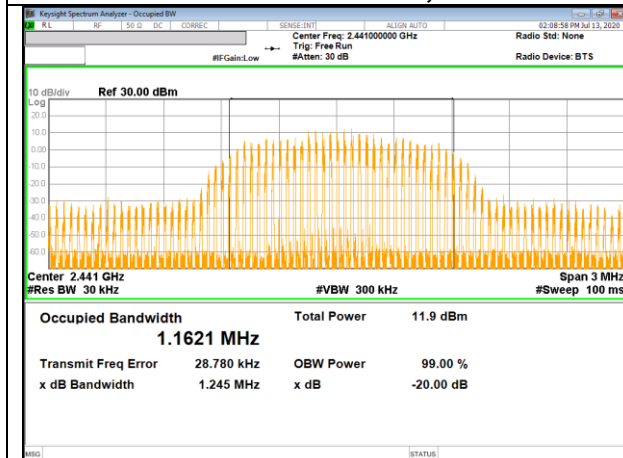 Keysight Spectrum Analyzer - Occupied BW
RL RF 50 Ω DC CORREC SENSE:INT ALIGN AUTO 02:08:58 PM Jul 13, 2020
Center Freq: 2.441000000 GHz Radio Std: None
Trig: Free Run
#IFGain:Low #Atten: 30 dB Radio Device: BTS
10 dB/div Ref 30.00 dBm
Log
20.0
10.0
0.00
-10.0
-20.0
-30.0
-40.0
-50.0
-60.0
Center 2.441 GHz Span 3 MHz
#Res BW 30 kHz #VBW 300 kHz #Sweep 100 ms
Occupied Bandwidth Total Power 11.9 dBm
1.1621 MHz
Transmit Freq Error 28.780 kHz OBW Power 99.00 %
x dB Bandwidth 1.245 MHz x dB -20.00 dB
MSG STATUS